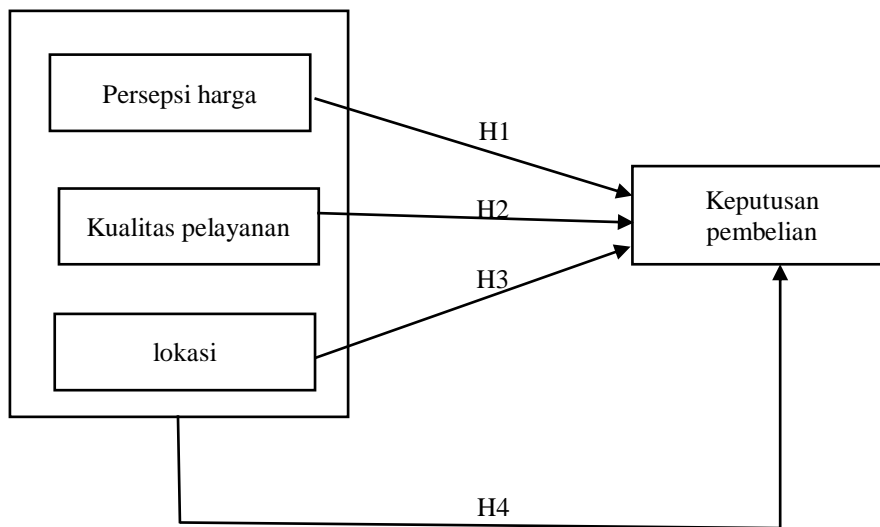 Persepsi harga
H1
Kualitas pelayanan
H2
Keputusan
pembelian
H3
lokasi
H4